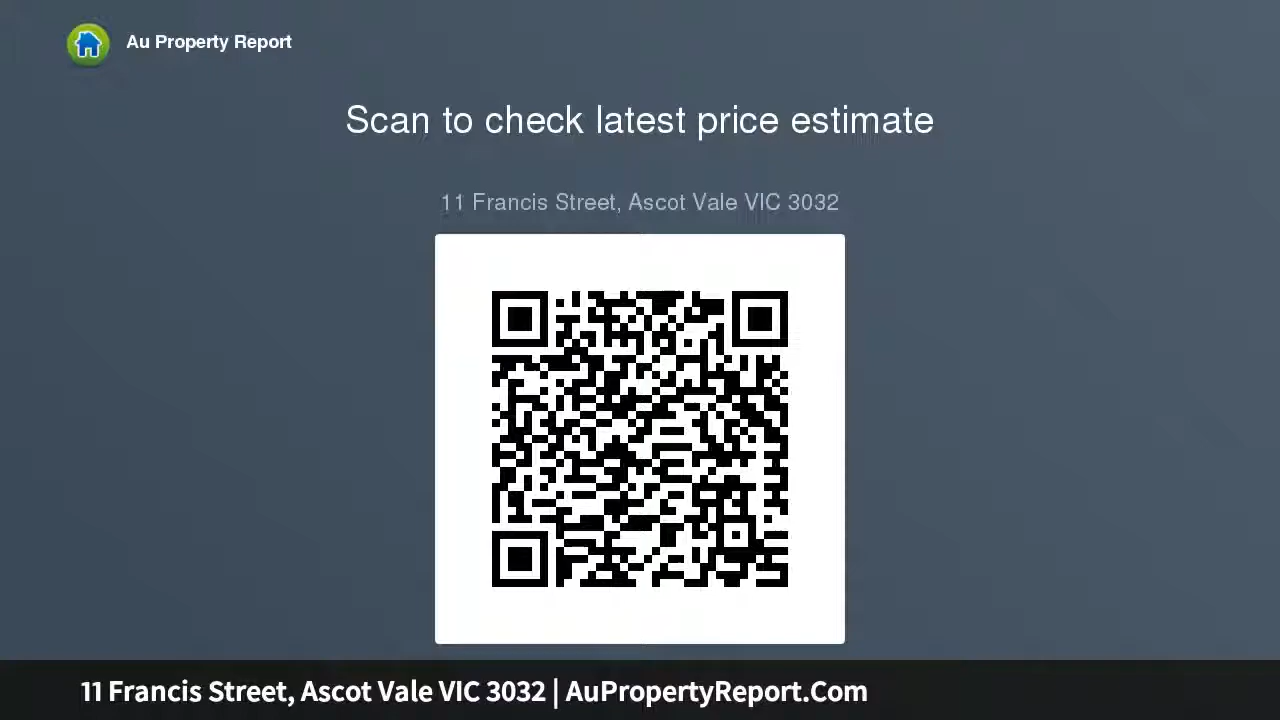 Au Property Report
Scan to check latest price estimate
11 Francis Street, Ascot Vale VIC 3032
11 Francis Street, Ascot Vale VIC 3032 | AuPropertyReport.Com